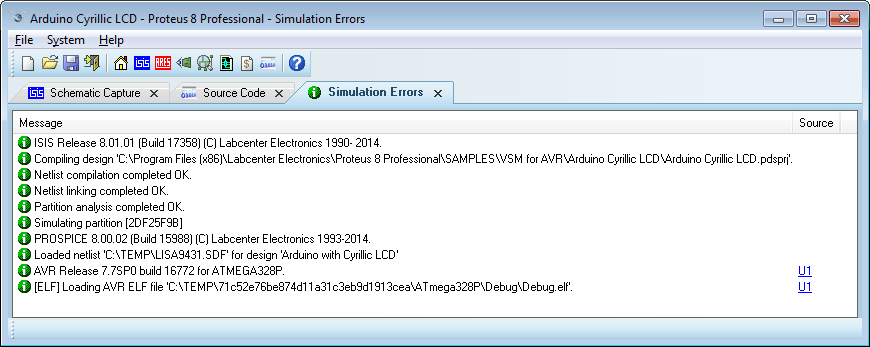 Arduino Cyrillic LCD - Proteus 8 Professional - Simulation Errors
File System Help
ISIS ARES $ ?
ISIS Schematic Capture Source Code Simulation Errors
Message Source
ISIS Release 8.01.01 (Build 17358) (C) Labcenter Electronics 1990- 2014.
Compiling design 'C:\Program Files (x86)\Labcenter Electronics\Proteus 8 Professional\SAMPLES\VSM for AVR\Arduino Cyrillic LCD\Arduino Cyrillic LCD.pdsprj'.
Netlist compilation completed OK.
Netlist linking completed OK.
Partition analysis completed OK.
Simulating partition [2DF25F9B]
PROSPICE 8.00.02 (Build 15988) (C) Labcenter Electronics 1993-2014.
Loaded netlist 'C:\TEMP\LISA9431.SDF' for design 'Arduino with Cyrillic LCD'
AVR Release 7.7SP0 build 16772 for ATMEGA328P. U1
[ELF] Loading AVR ELF file 'C:\TEMP\71c52e76be874d11a31c3eb9d1913cea\ATmega328P\Debug\Debug.elf'. U1